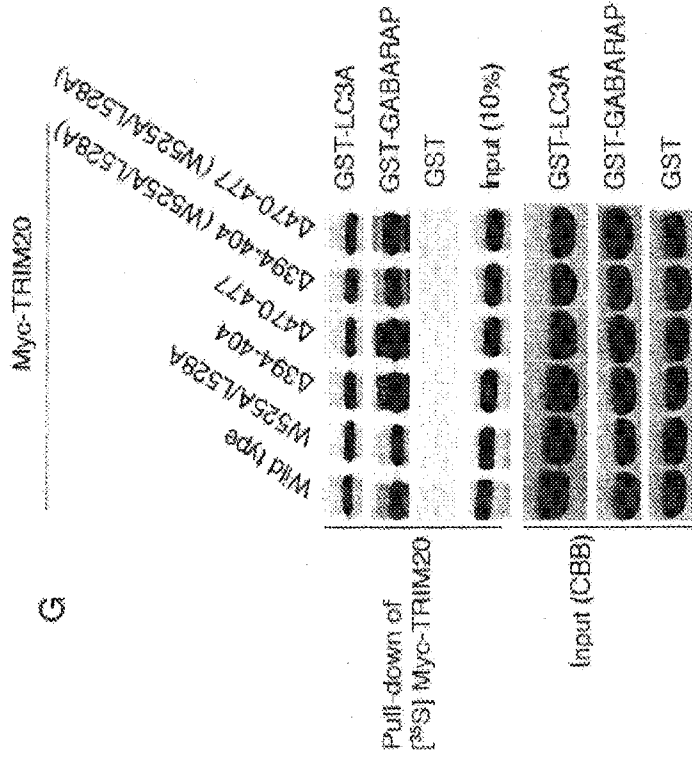 G
Myc-TRIM20
Wild type
W525A/L528A
Δ394-404
Δ470-477
Δ394-404 (W525A/L528A)
Δ470-477 (W525A/L528A)
Pull-down of
[³⁵S] Myc-TRIM20
GST-LC3A
GST-GABARAP
GST
Input (10%)
Input (CBB)
GST-LC3A
GST-GABARAP
GST